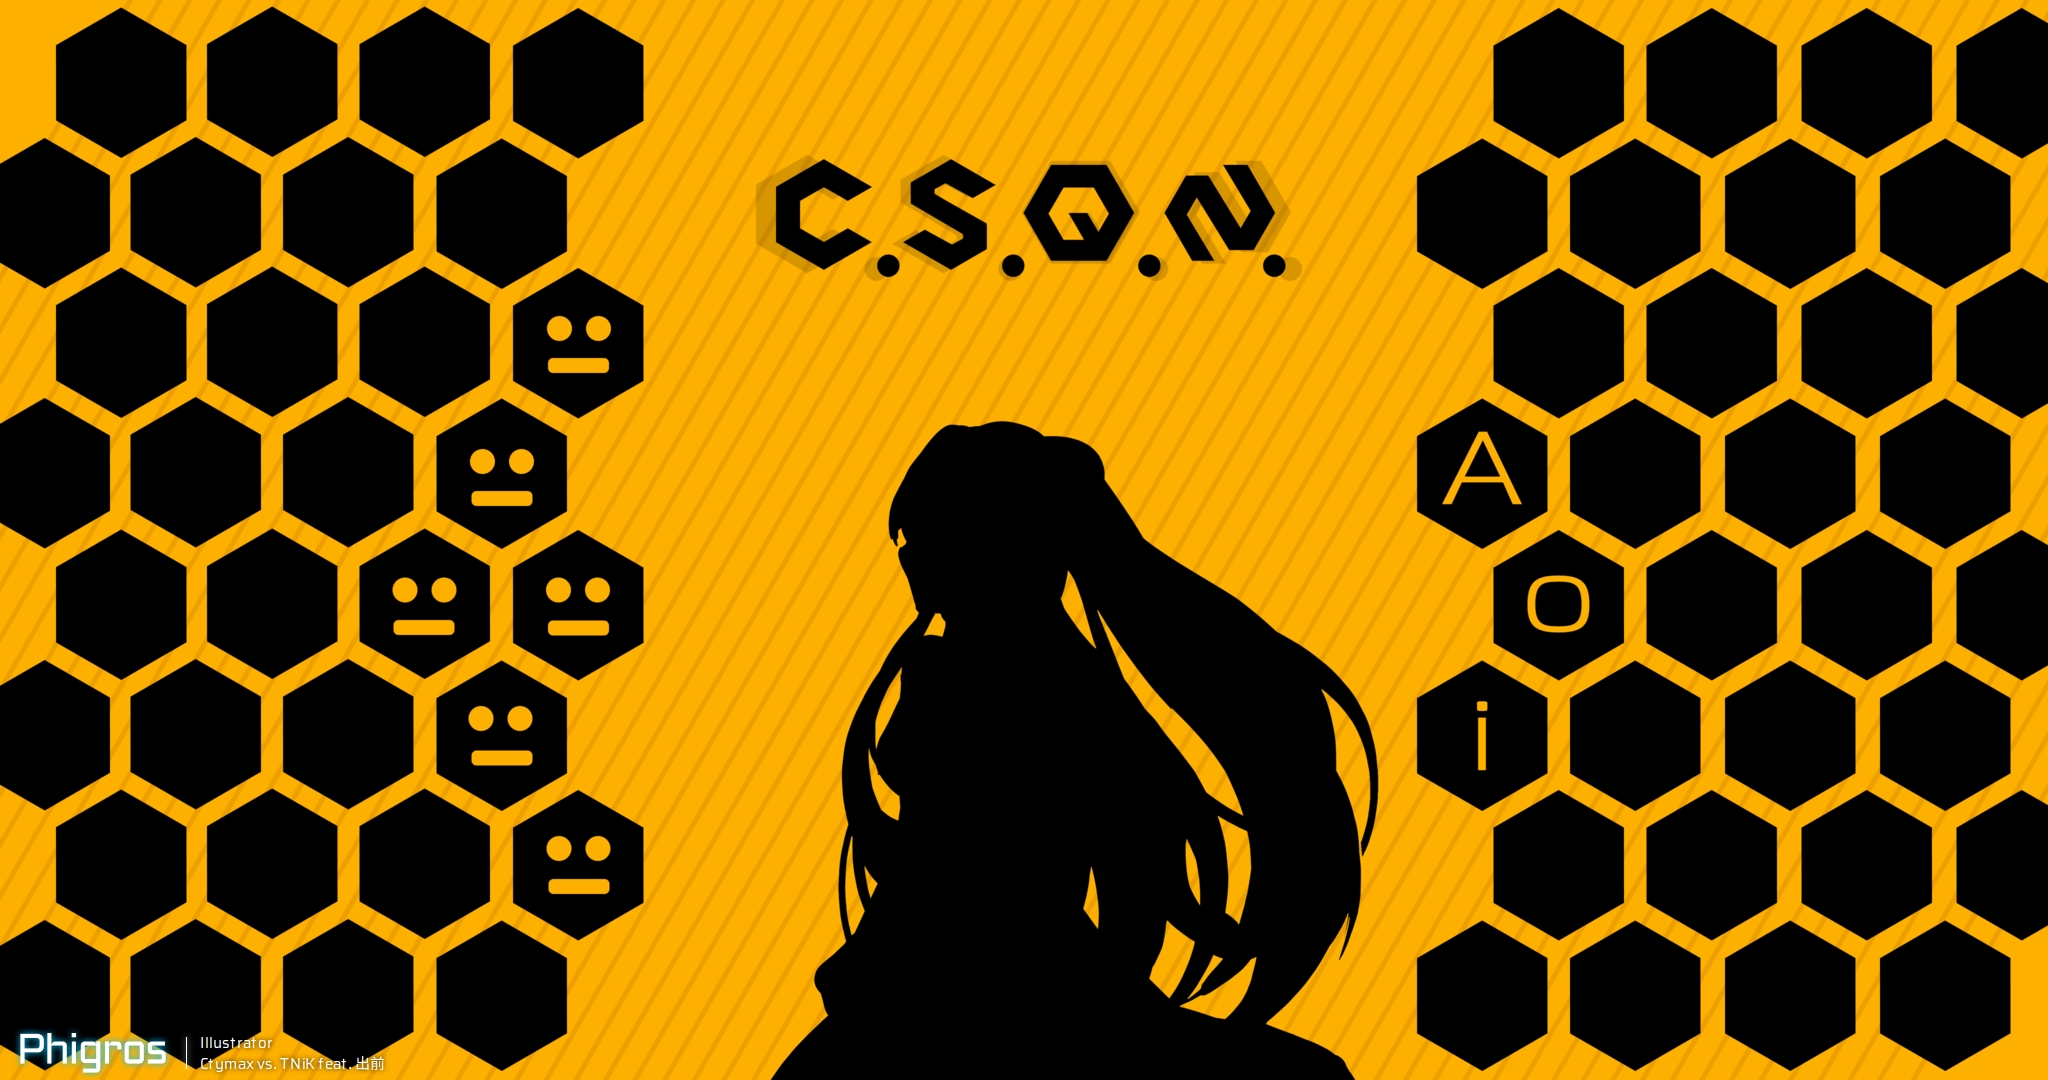 C.S.Q.N.
A
o
i
Phigros
Illustrator
Ctymax vs. TNiK feat. 出前